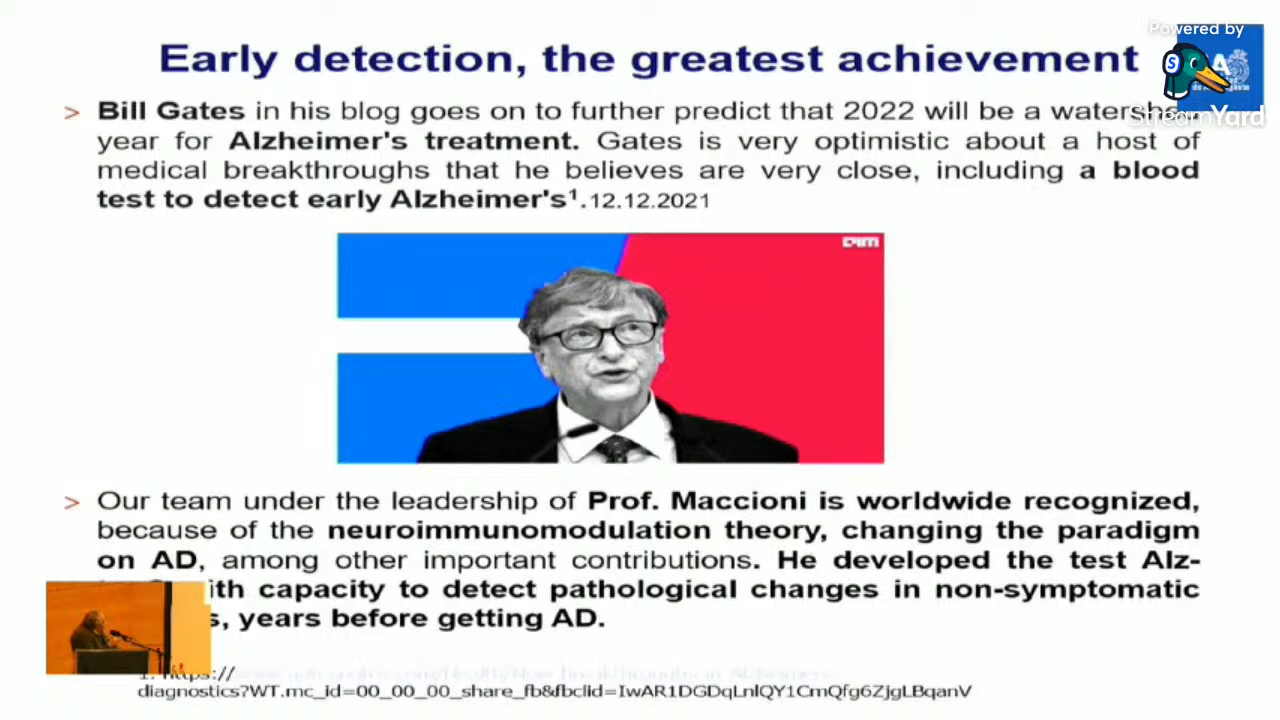 Powered by
StreamYard
Early detection, the greatest achievement
> Bill Gates in his blog goes on to further predict that 2022 will be a
year for Alzheimer's treatment. Gates is very optimistic about a host of
medical breakthroughs that he believes are very close, including a blood
test to detect early Alzheimer's¹.12.12.2021
> Our team under the leadership of Prof. Maccioni is worldwide recognized,
because of the neuroimmunomodulation theory, changing the paradigm
on AD, among other important contributions. He developed the test Alz-
capacity to detect pathological changes in non-symptomatic
years before getting AD.
1. https://
diagnostics?WT.mc_id=00_00_00_share_fb&fbclid=IwAR1DGDqLnlQY1CmQfg6ZjgLBqanV